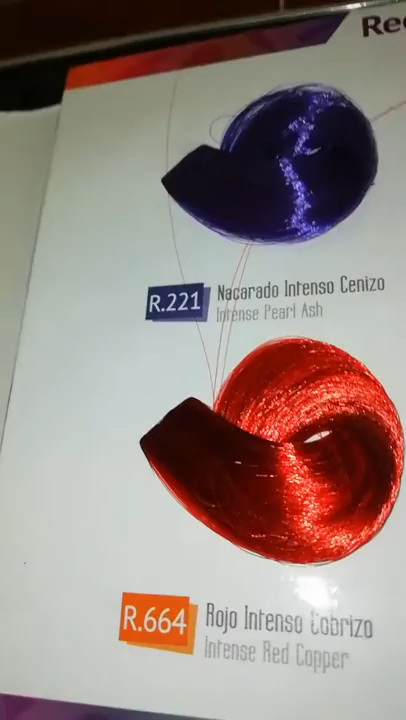 R.221
Nacarado Intenso Cenizo
Intense Pearl Ash
R.664
Rojo Intenso Cobrizo
Intense Red Copper